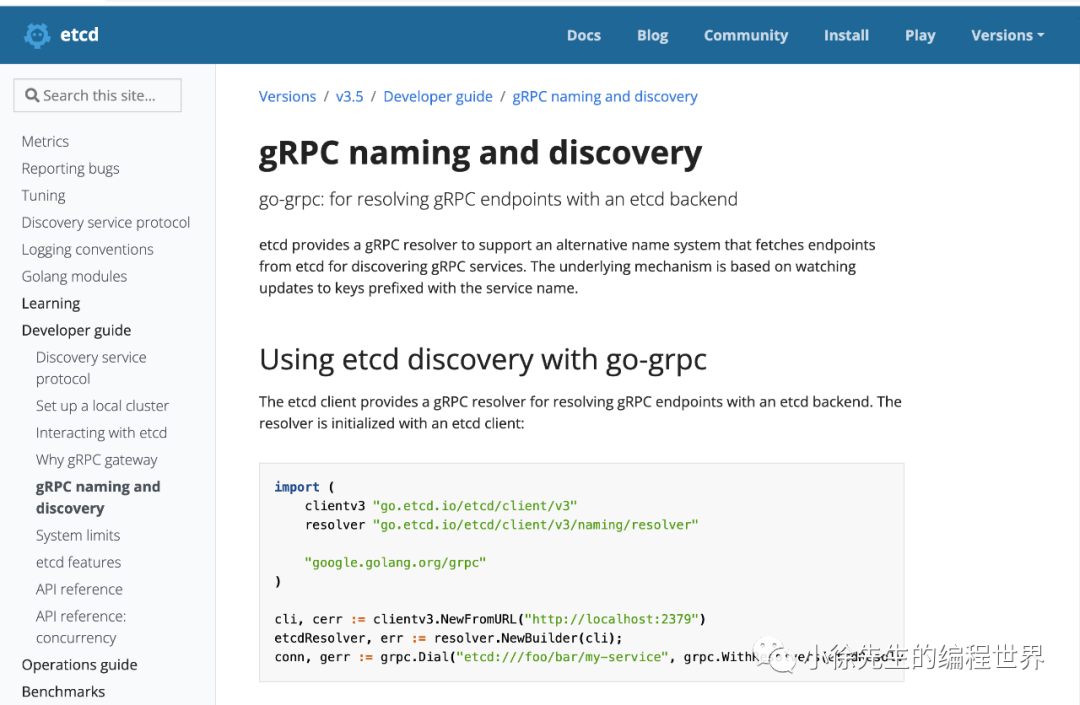 etcd
Docs
Blog
Community
Install
Play
Versions
Search this site...
Metrics
Reporting bugs
Tuning
Discovery service protocol
Logging conventions
Golang modules
Learning
Developer guide
Discovery service
protocol
Set up a local cluster
Interacting with etcd
Why gRPC gateway
gRPC naming and
discovery
System limits
etcd features
API reference
API reference:
concurrency
Operations guide
Benchmarks
Versions / v3.5 / Developer guide / gRPC naming and discovery
gRPC naming and discovery
go-grpc: for resolving gRPC endpoints with an etcd backend
etcd provides a gRPC resolver to support an alternative name system that fetches endpoints
from etcd for discovering gRPC services. The underlying mechanism is based on watching
updates to keys prefixed with the service name.
Using etcd discovery with go-grpc
The etcd client provides a gRPC resolver for resolving gRPC endpoints with an etcd backend. The
resolver is initialized with an etcd client:
import (
clientv3 "go.etcd.io/etcd/client/v3"
resolver "go.etcd.io/etcd/client/v3/naming/resolver"
"google.golang.org/grpc"
)
cli, cerr := clientv3.NewFromURL("http://localhost:2379")
etcdResolver, err := resolver.NewBuilder(cli);
conn, gerr := grpc.Dial("etcd:///foo/bar/my-service",
小徐先生的编程世界